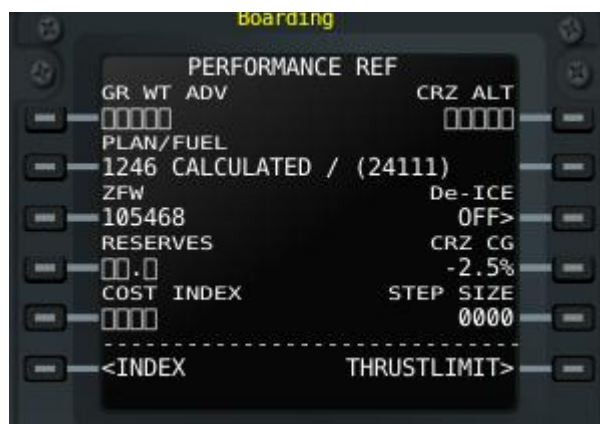 Boarding
PERFORMANCE REF
GR WT ADV CRZ ALT
▯▯▯▯▯ ▯▯▯▯▯
PLAN/FUEL
1246 CALCULATED / (24111)
ZFW De-ICE
105468 OFF>
RESERVES CRZ CG
▯▯.▯ -2.5%
COST INDEX STEP SIZE
▯▯▯▯ 0000
--------------------------------
<INDEX THRUSTLIMIT>